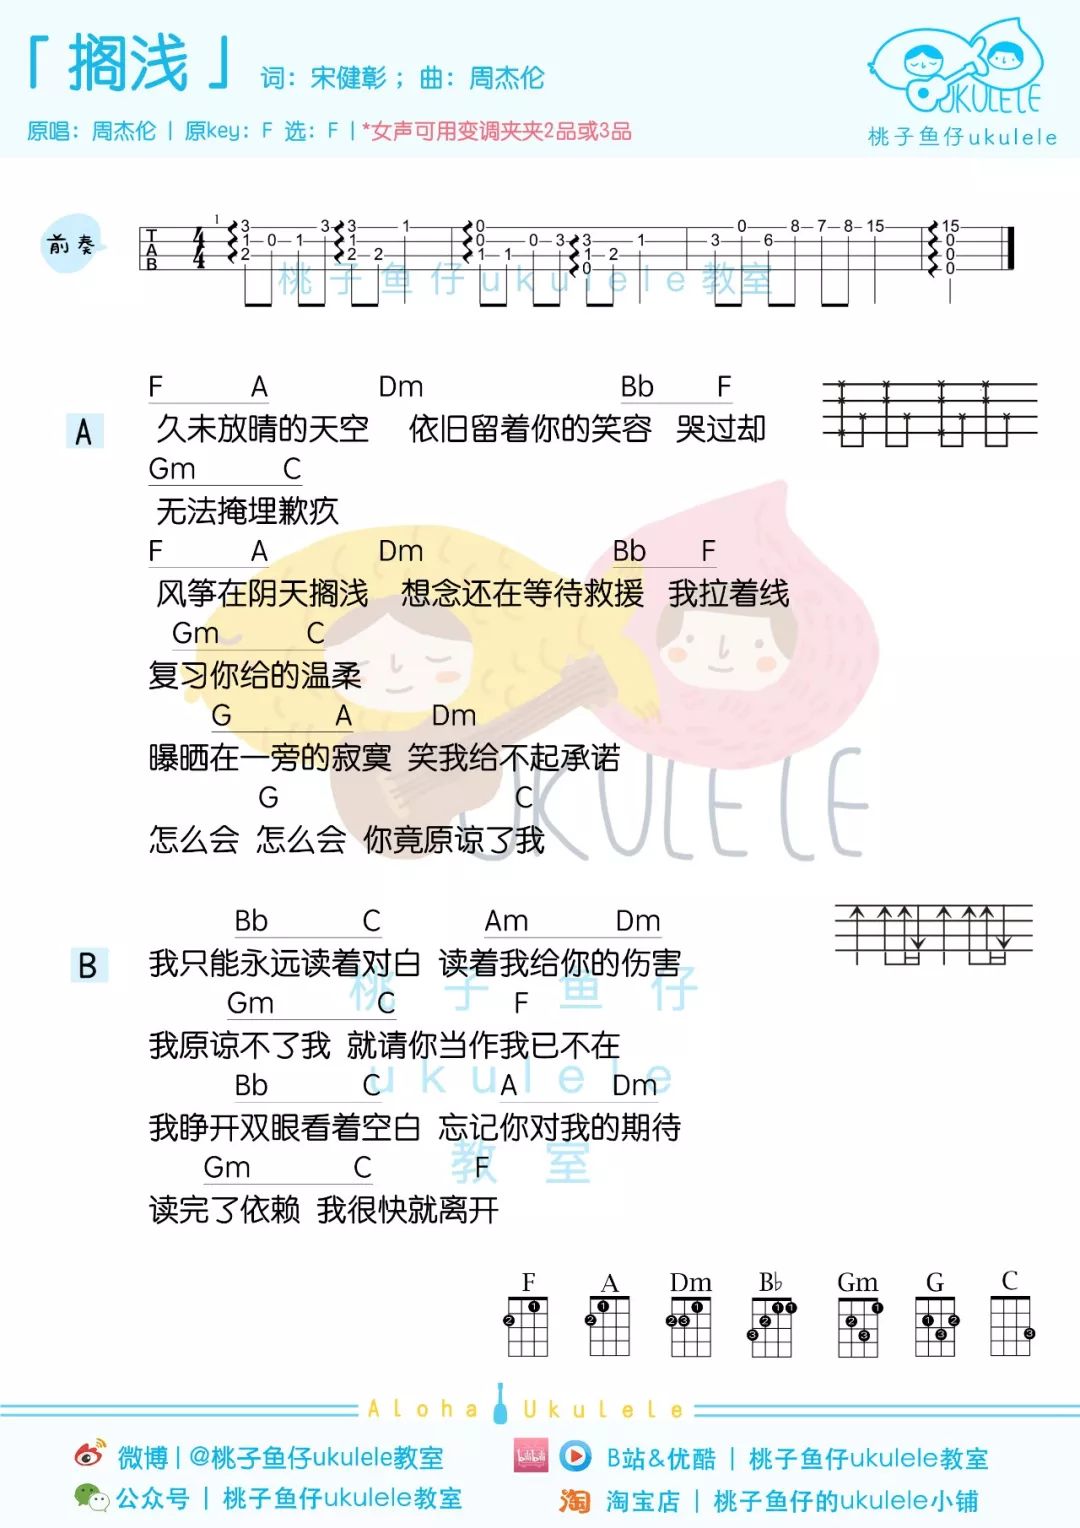 「搁浅」 词：宋健彰；曲：周杰伦
原唱：周杰伦 | 原key：F 选：F | *女声可用变调夹夹2品或3品
UKULELE
桃子鱼仔ukulele
前奏
桃子鱼仔ukulele教室
F A Dm Bb F
A
久未放晴的天空 依旧留着你的笑容 哭过却
Gm C
无法掩埋歉疚
F A Dm Bb F
风筝在阴天搁浅 想念还在等待救援 我拉着线
Gm C
复习你给的温柔
G A Dm
曝晒在一旁的寂寞 笑我给不起承诺
G C
怎么会 怎么会 你竟原谅了我
UKULELE
Bb C Am Dm
B
我只能永远读着对白 读着我给你的伤害
桃子鱼仔
Gm C F
我原谅不了我 就请你当作我已不在
ukulele
Bb C A Dm
我睁开双眼看着空白 忘记你对我的期待
教室
Gm C F
读完了依赖 我很快就离开
F A Dm B♭ Gm G C
Aloha Ukulele
微博 | @桃子鱼仔ukulele教室
B站&优酷 | 桃子鱼仔ukulele教室
公众号 | 桃子鱼仔ukulele教室
淘 淘宝店 | 桃子鱼仔的ukulele小铺